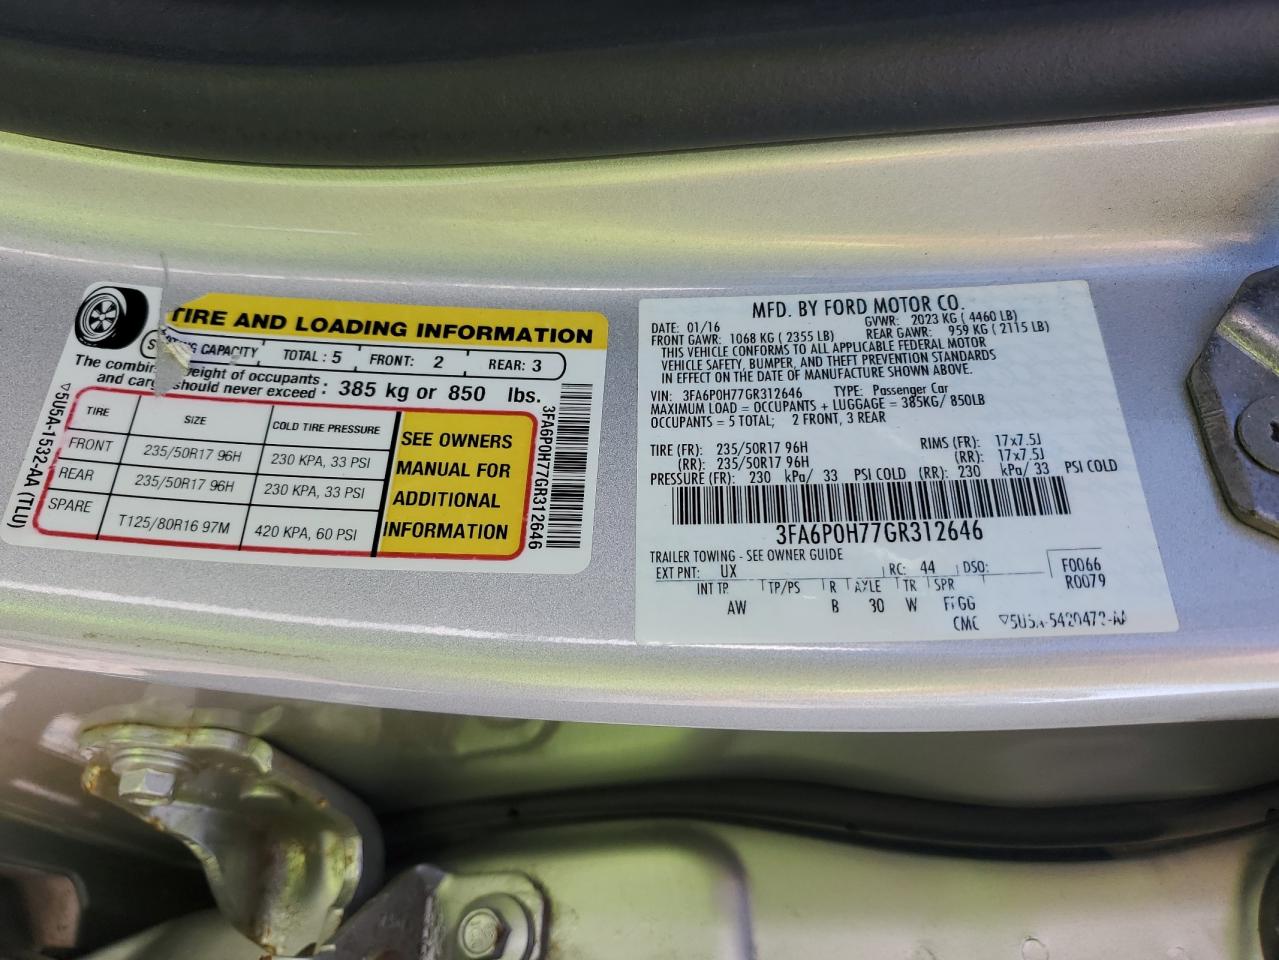 TIRE AND LOADING INFORMATION
CAPACITY TOTAL : 5 FRONT: 2 REAR: 3
The weight of occupants
and should never exceed : 385 kg or 850 lbs.
TIRE SIZE COLD TIRE PRESSURE
FRONT 235/50R17 96H 230 KPA, 33 PSI
REAR 235/50R17 96H 230 KPA, 33 PSI
SPARE T125/80R16 97M 420 KPA, 60 PSI
SEE OWNERS
MANUAL FOR
ADDITIONAL
INFORMATION
▽5U5A-1532-AA (TLU)
3FA6P0H77GR312646
MFD. BY FORD MOTOR CO.
DATE: 01/16 GVWR: 2023 KG ( 4460 LB)
FRONT GAWR: 1068 KG ( 2355 LB) REAR GAWR: 959 KG ( 2115 LB)
THIS VEHICLE CONFORMS TO ALL APPLICABLE FEDERAL MOTOR
VEHICLE SAFETY, BUMPER, AND THEFT PREVENTION STANDARDS
IN EFFECT ON THE DATE OF MANUFACTURE SHOWN ABOVE.
VIN: 3FA6P0H77GR312646 TYPE: Passenger Car
MAXIMUM LOAD = OCCUPANTS + LUGGAGE = 385KG/ 850LB
OCCUPANTS = 5 TOTAL; 2 FRONT, 3 REAR
TIRE (FR): 235/50R17 96H RIMS (FR): 17x7.5J
(RR): 235/50R17 96H (RR): 17x7.5J
PRESSURE (FR): 230 kPa/ 33 PSI COLD (RR): 230 kPa/ 33 PSI COLD
3FA6P0H77GR312646
TRAILER TOWING - SEE OWNER GUIDE
EXT PNT: UX RC: 44 DSO: F0066
R0079
INT TR TP/PS R AXLE TR SPR
AW B 30 W
CMC